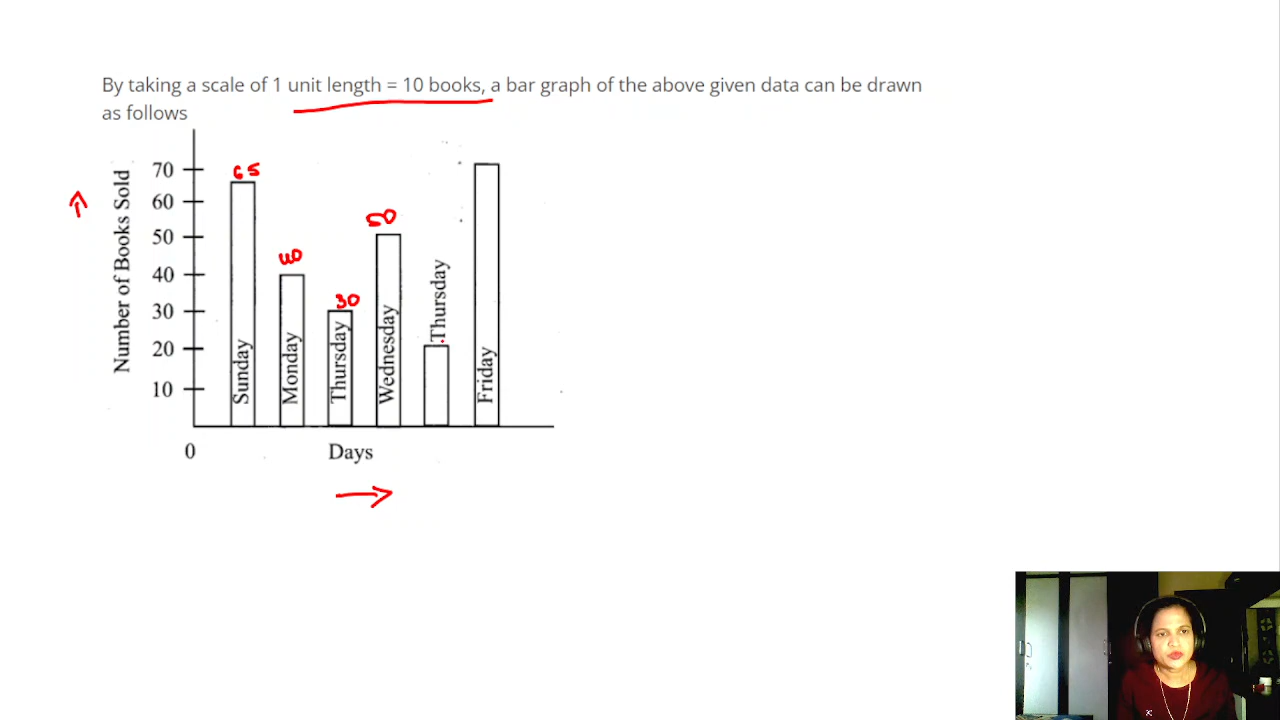 By taking a scale of 1 unit length = 10 books, a bar graph of the above given data can be drawn
as follows
Number of Books Sold
70
60
50
40
30
20
10
0
65
40
30
50
Sunday
Monday
Thursday
Wednesday
Thursday
Friday
Days